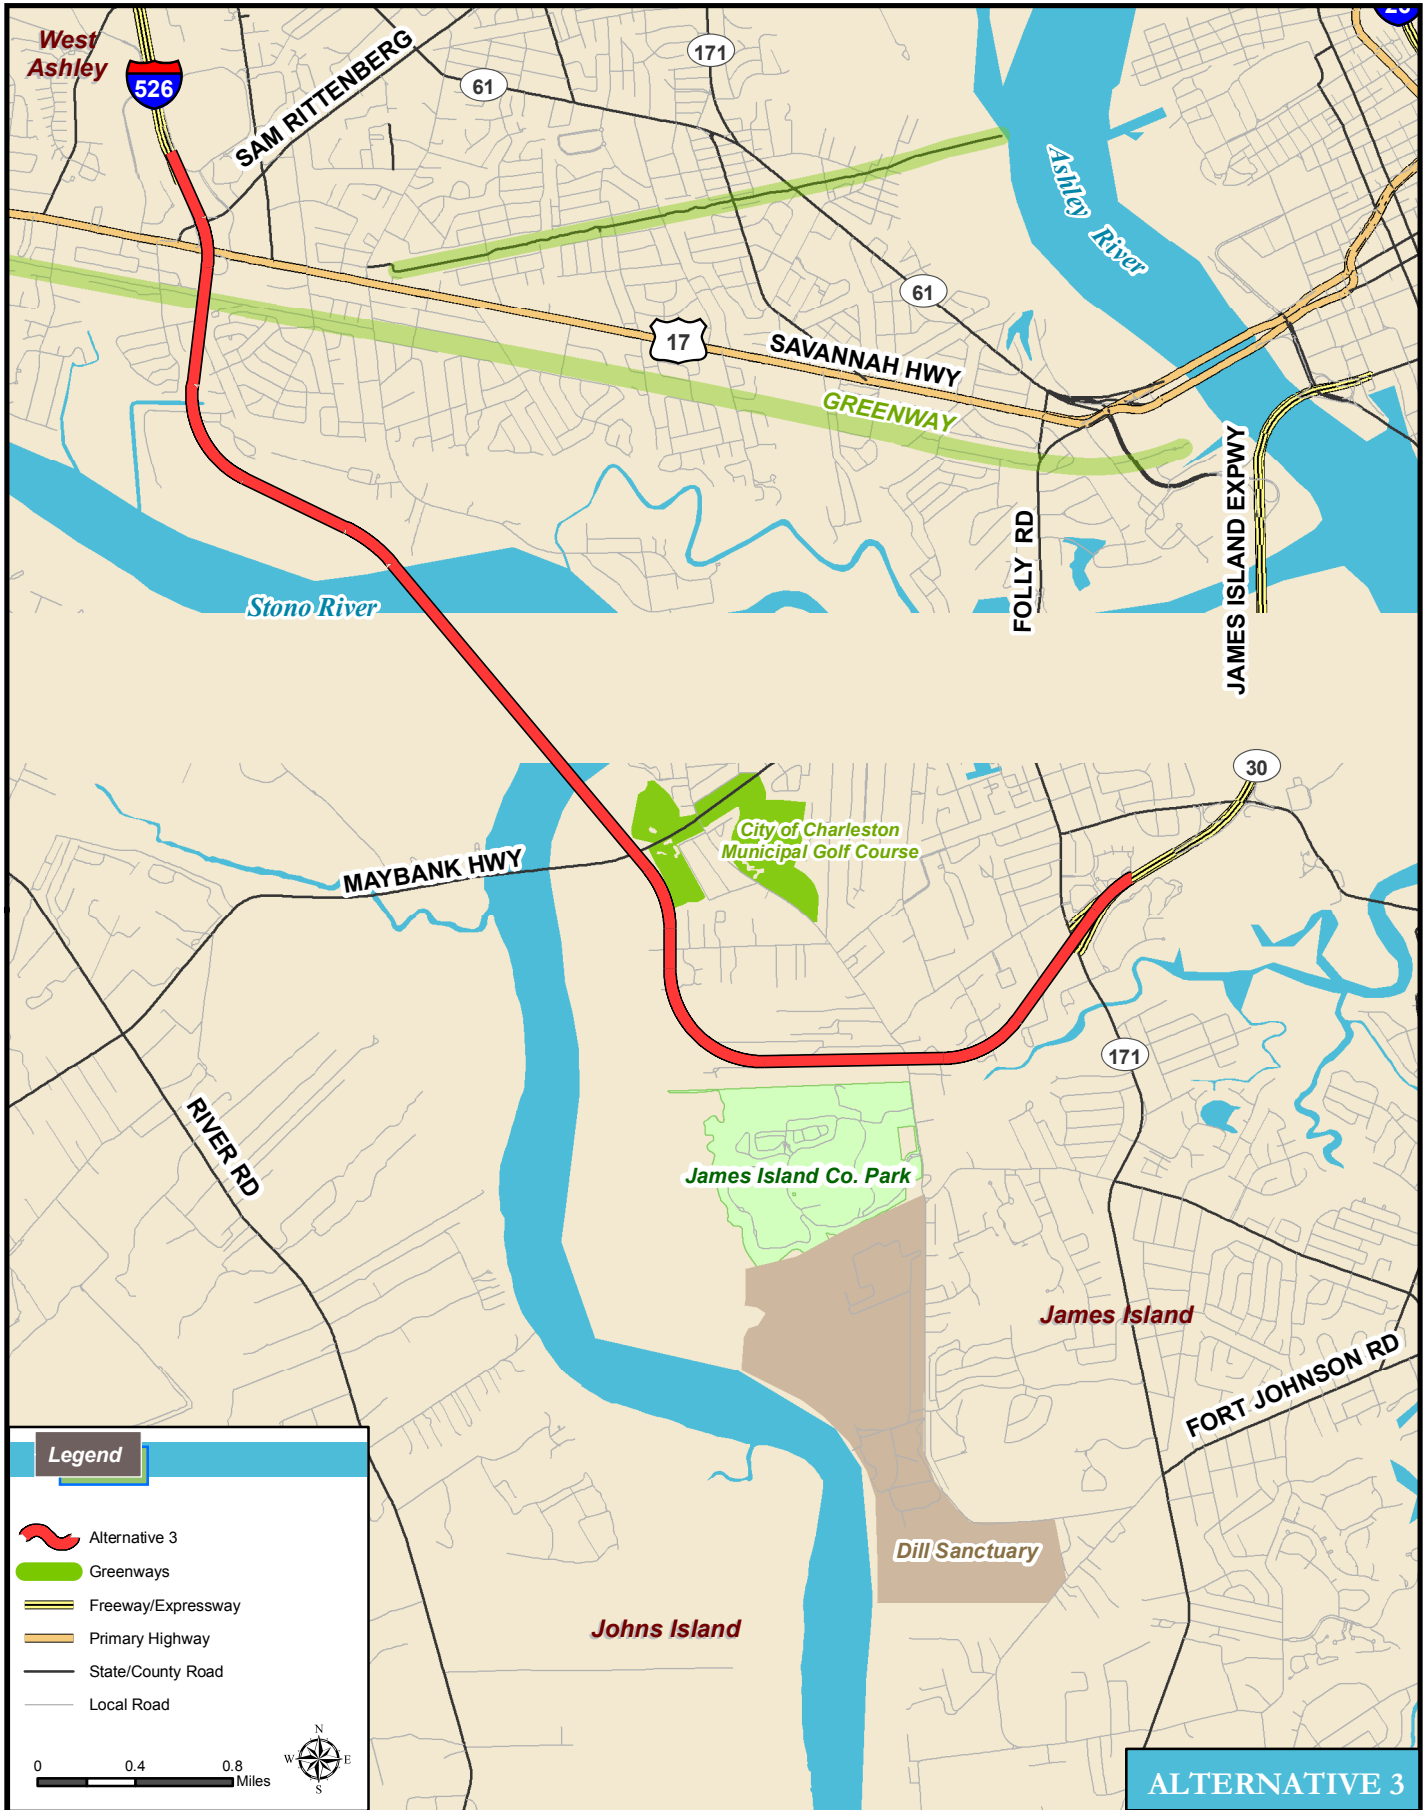 West
Ashley
526
SAM RITTENBERG
61
171
Ashley River
61
17
SAVANNAH HWY
GREENWAY
FOLLY RD
JAMES ISLAND EXPWY
Stono River
30
City of Charleston
Municipal Golf Course
MAYBANK HWY
171
RIVER RD
James Island Co. Park
James Island
FORT JOHNSON RD
Dill Sanctuary
Johns Island
Legend
Alternative 3
Greenways
Freeway/Expressway
Primary Highway
State/County Road
Local Road
0 0.4 0.8
Miles
N
W E
S
ALTERNATIVE 3